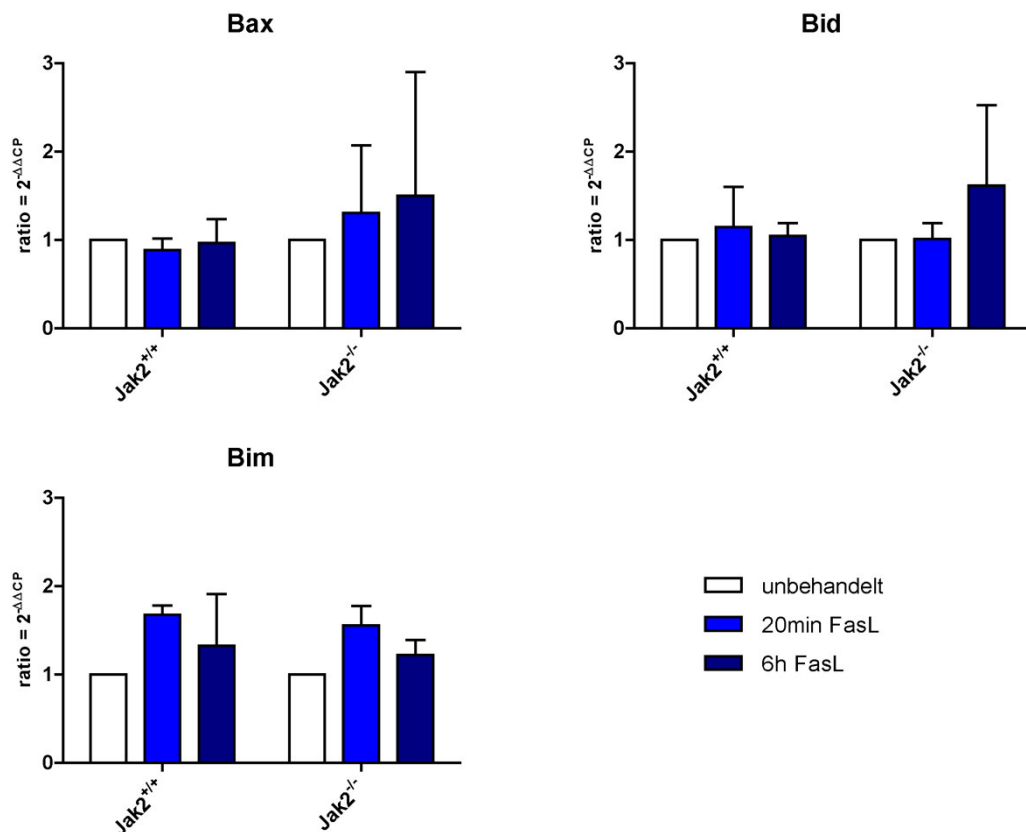 Bax
3
2
1
0
ratio = 2^-ΔΔCP
Jak2^+/+
Jak2^-/-
Bid
3
2
1
0
ratio = 2^-ΔΔCP
Jak2^+/+
Jak2^-/-
Bim
3
2
1
0
ratio = 2^-ΔΔCP
Jak2^+/+
Jak2^-/-
unbehandelt
20min FasL
6h FasL